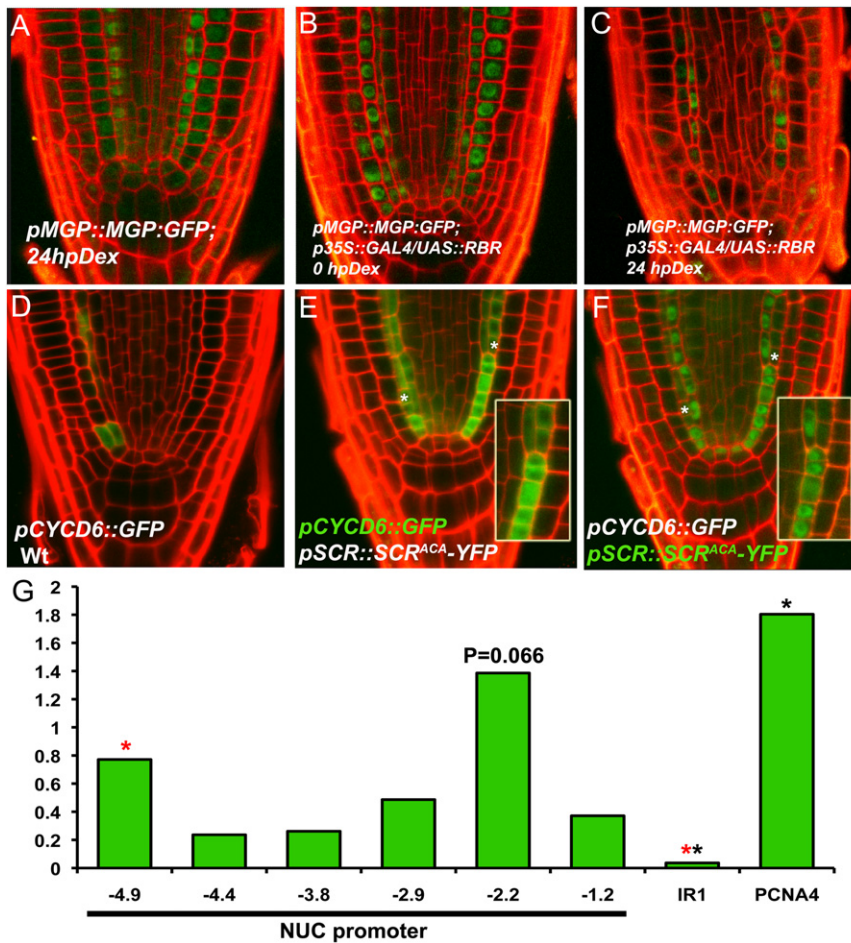 A
pMGP::MGP:GFP;
24hpDex
B
pMGP::MGP:GFP;
p35S::GAL4/UAS::RBR
0 hpDex
C
pMGP::MGP:GFP;
p35S::GAL4/UAS::RBR
24 hpDex
D
pCYCD6::GFP
Wt
E
*
*
pCYCD6::GFP
pSCR::SCR^ACA-YFP
F
*
*
pCYCD6::GFP
pSCR::SCR^ACA-YFP
G
2
1.8
1.6
1.4
1.2
1
0.8
0.6
0.4
0.2
0
*
P=0.066
**
*
-4.9 -4.4 -3.8 -2.9 -2.2 -1.2 IR1 PCNA4
NUC promoter